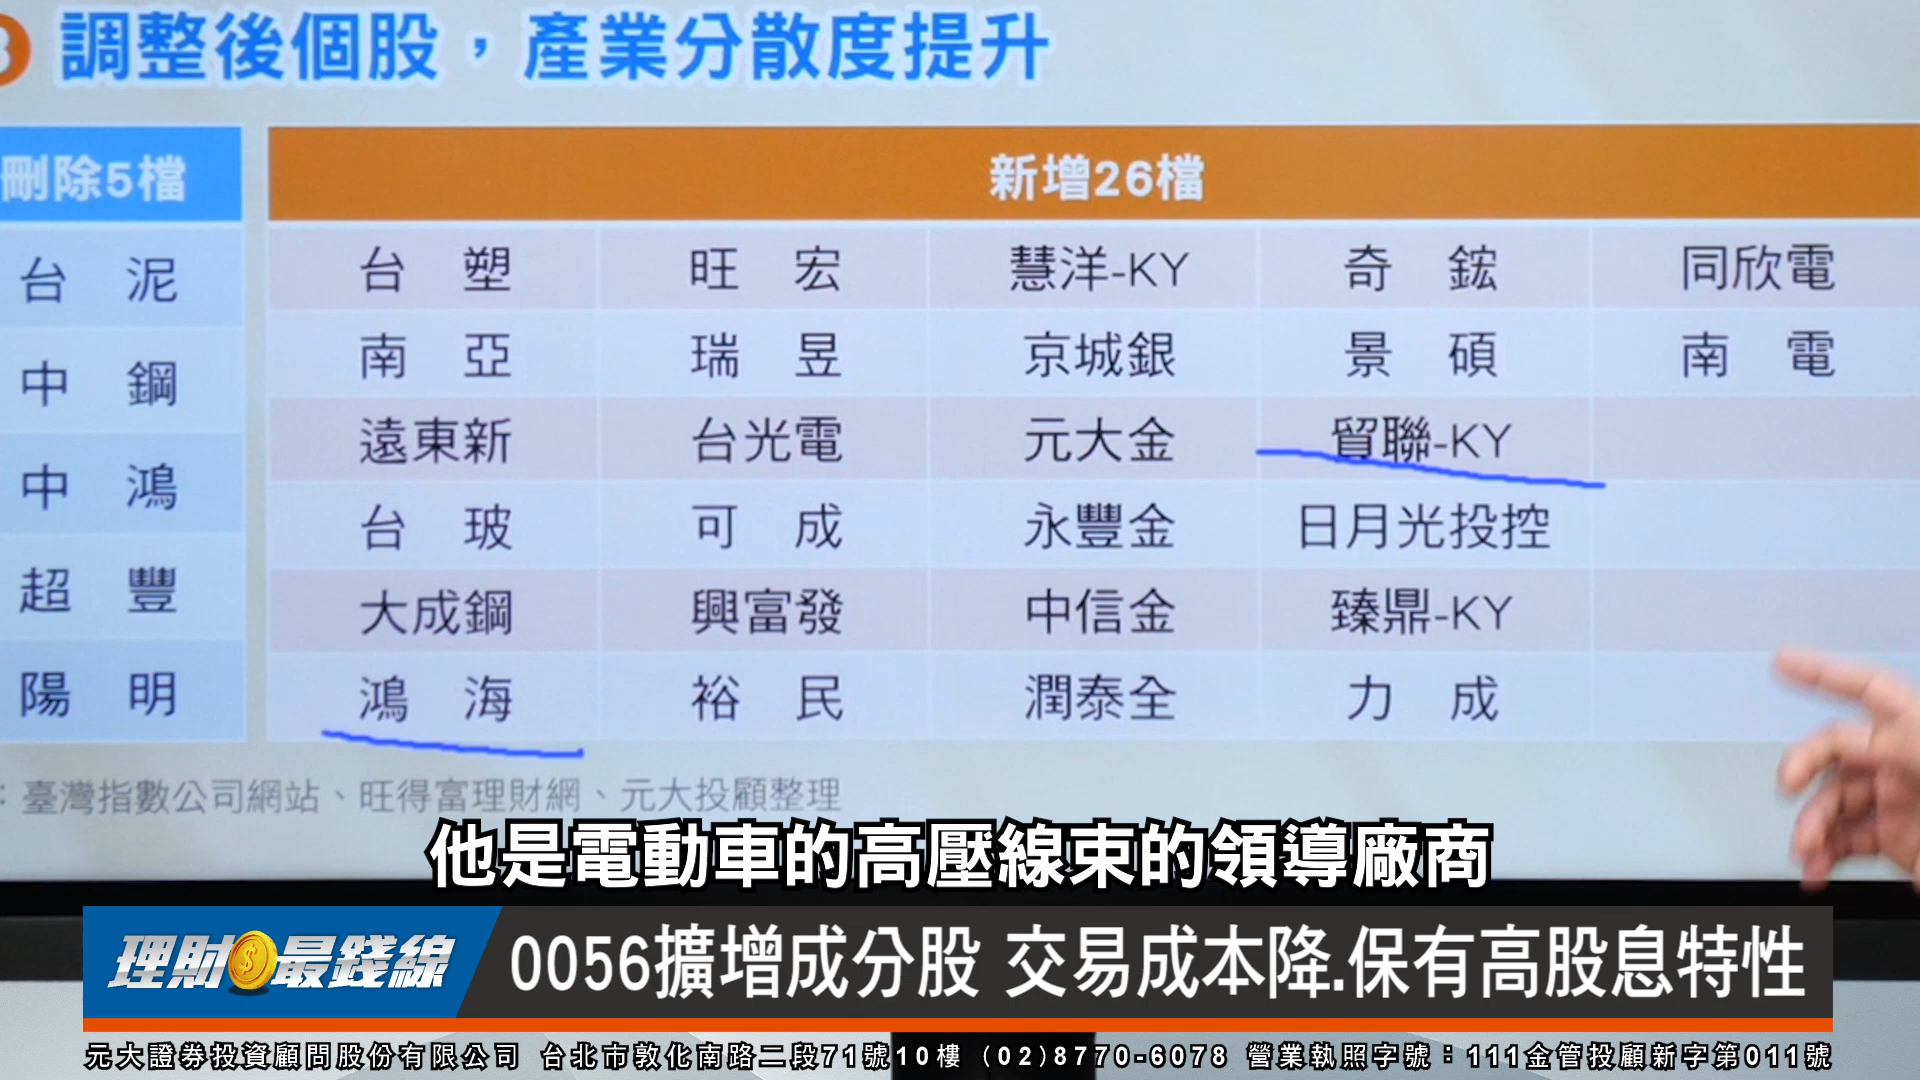 調整後個股，產業分散度提升
刪除5檔
新增26檔
台泥
中鋼
中鴻
超豐
陽明
台塑 旺宏 慧洋-KY 奇鋐 同欣電
南亞 瑞昱 京城銀 景碩 南電
遠東新 台光電 元大金 貿聯-KY
台玻 可成 永豐金 日月光投控
大成鋼 興富發 中信金 臻鼎-KY
鴻海 裕民 潤泰全 力成
：臺灣指數公司網站、旺得富理財網、元大投顧整理
他是電動車的高壓線束的領導廠商
理財最錢線
0056擴增成分股 交易成本降.保有高股息特性
元大證券投資顧問股份有限公司 台北市敦化南路二段71號10樓 (02)8770-6078 營業執照字號：111金管投顧新字第011號